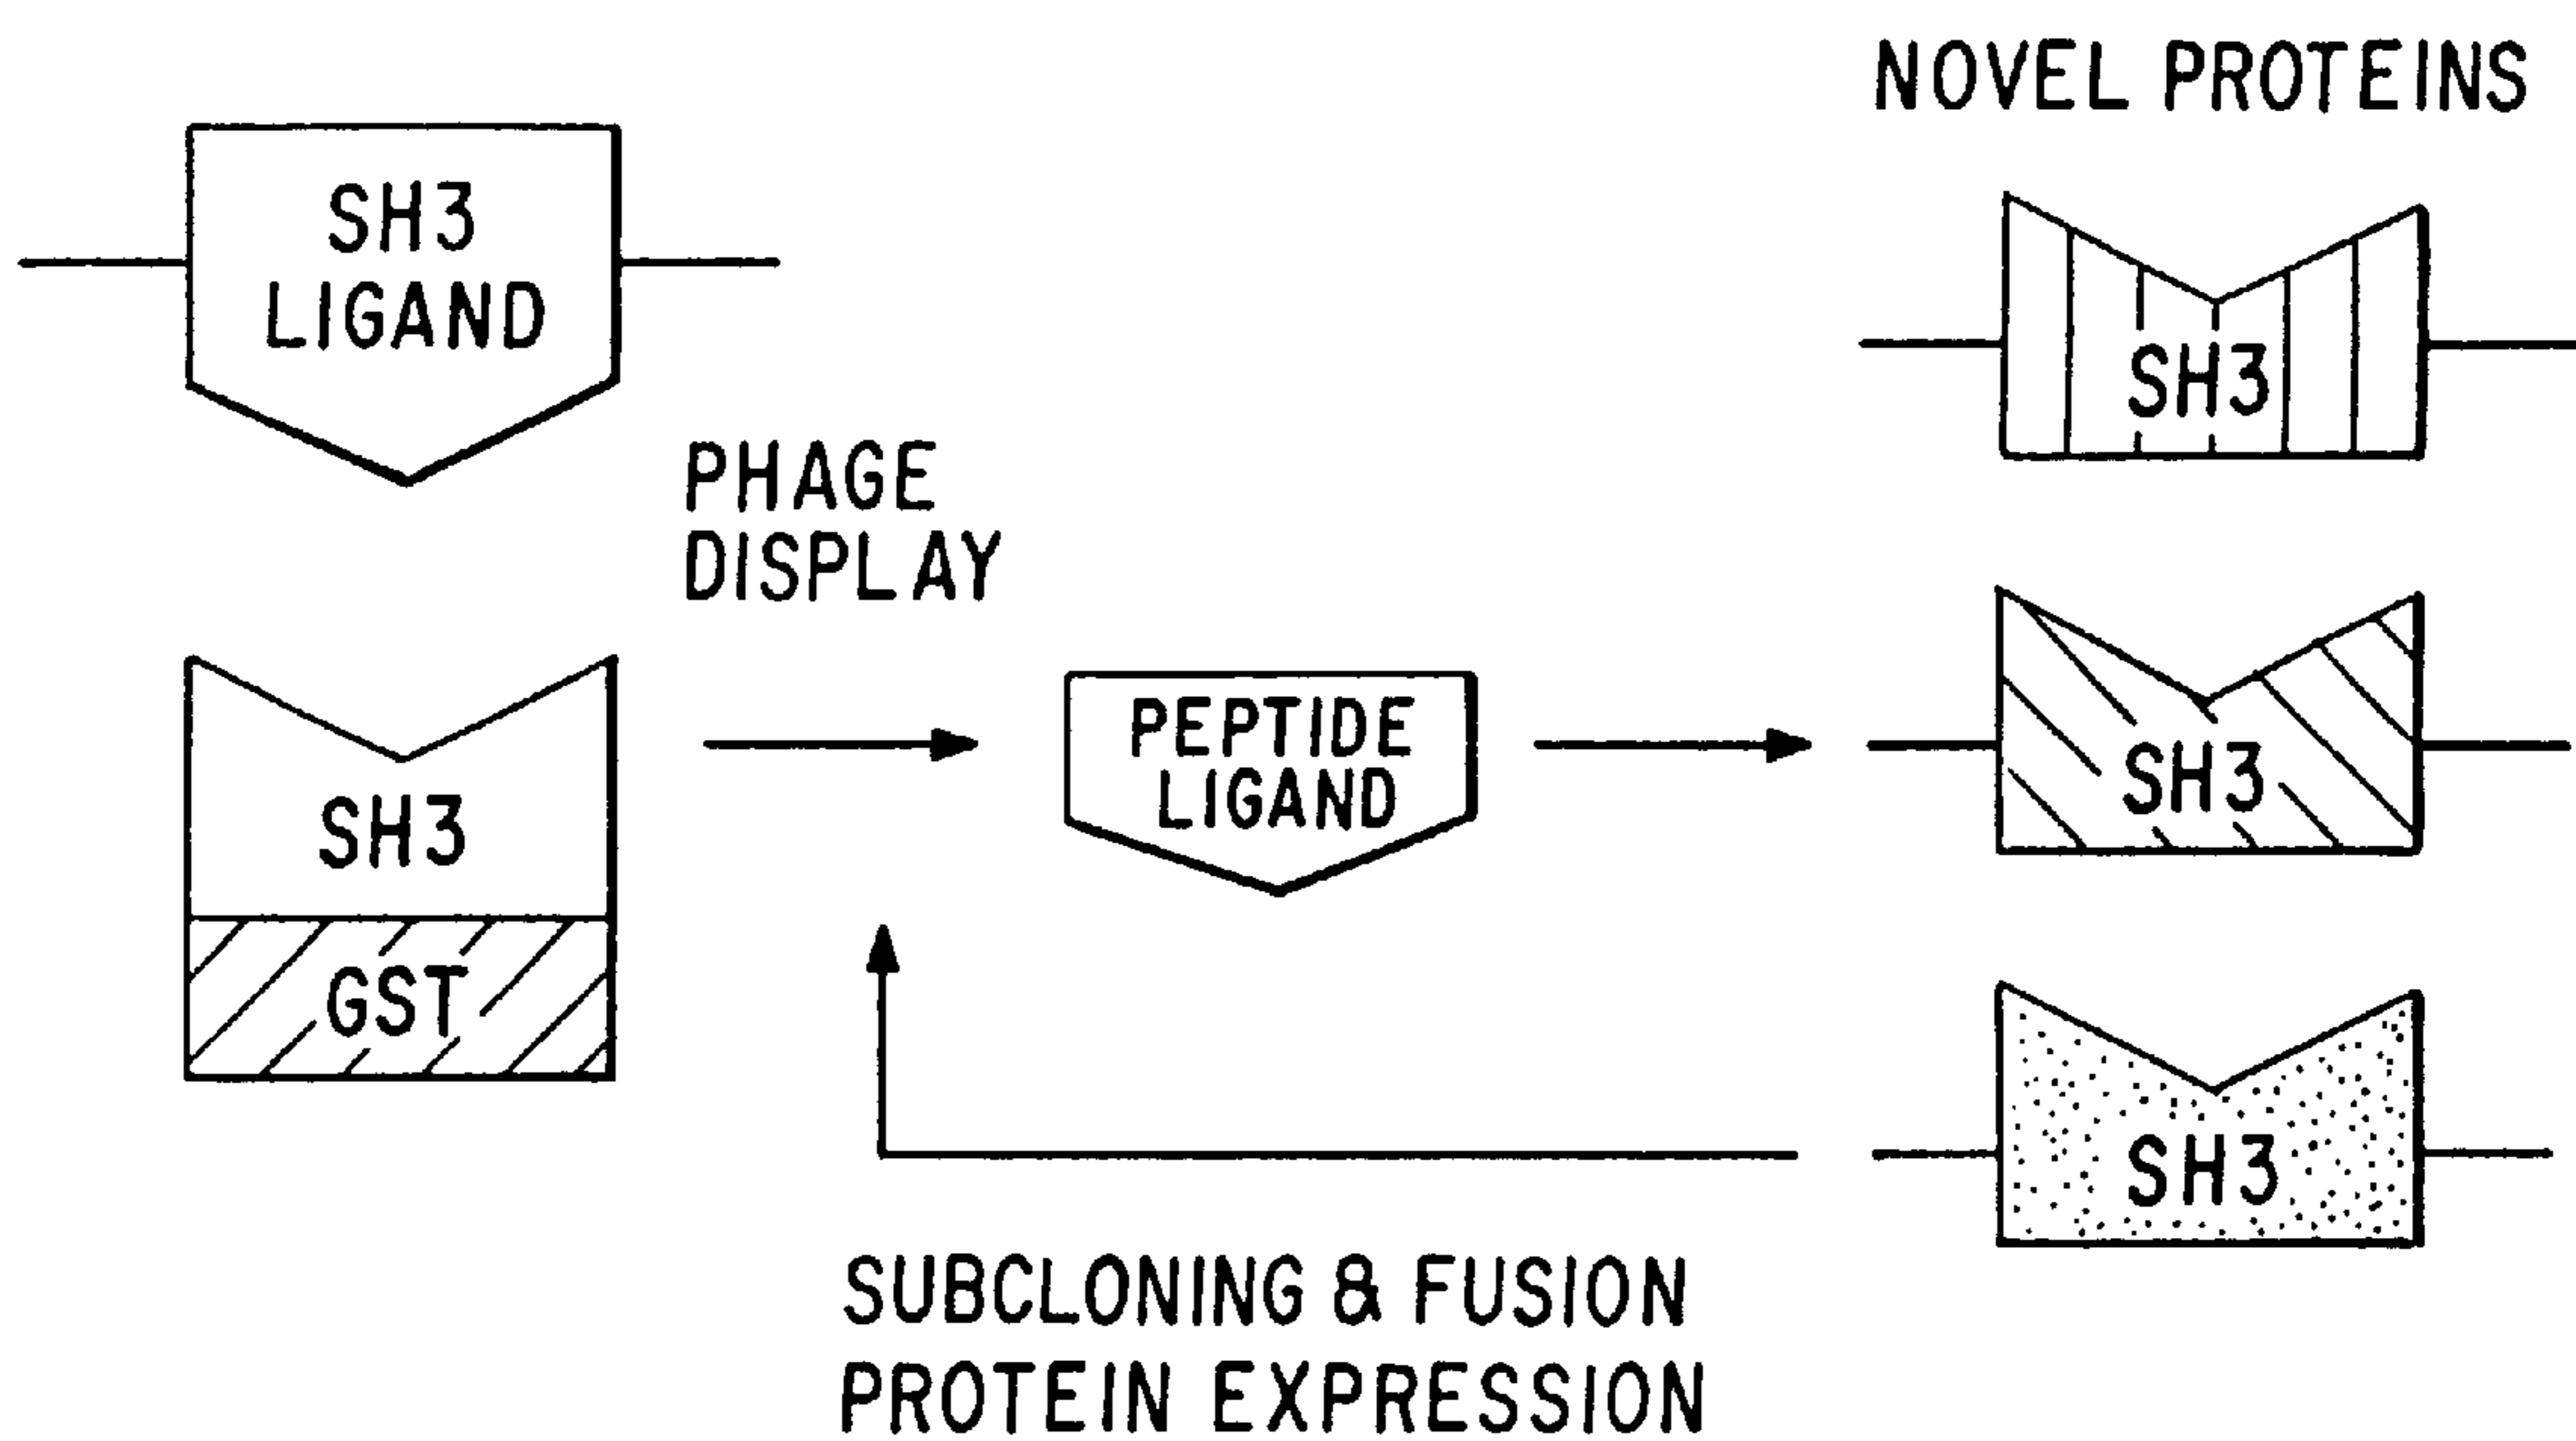 SH3
LIGAND
SH3
GST
PHAGE
DISPLAY
PEPTIDE
LIGAND
SUBCLONING & FUSION
PROTEIN EXPRESSION
NOVEL PROTEINS
SH3
SH3
SH3